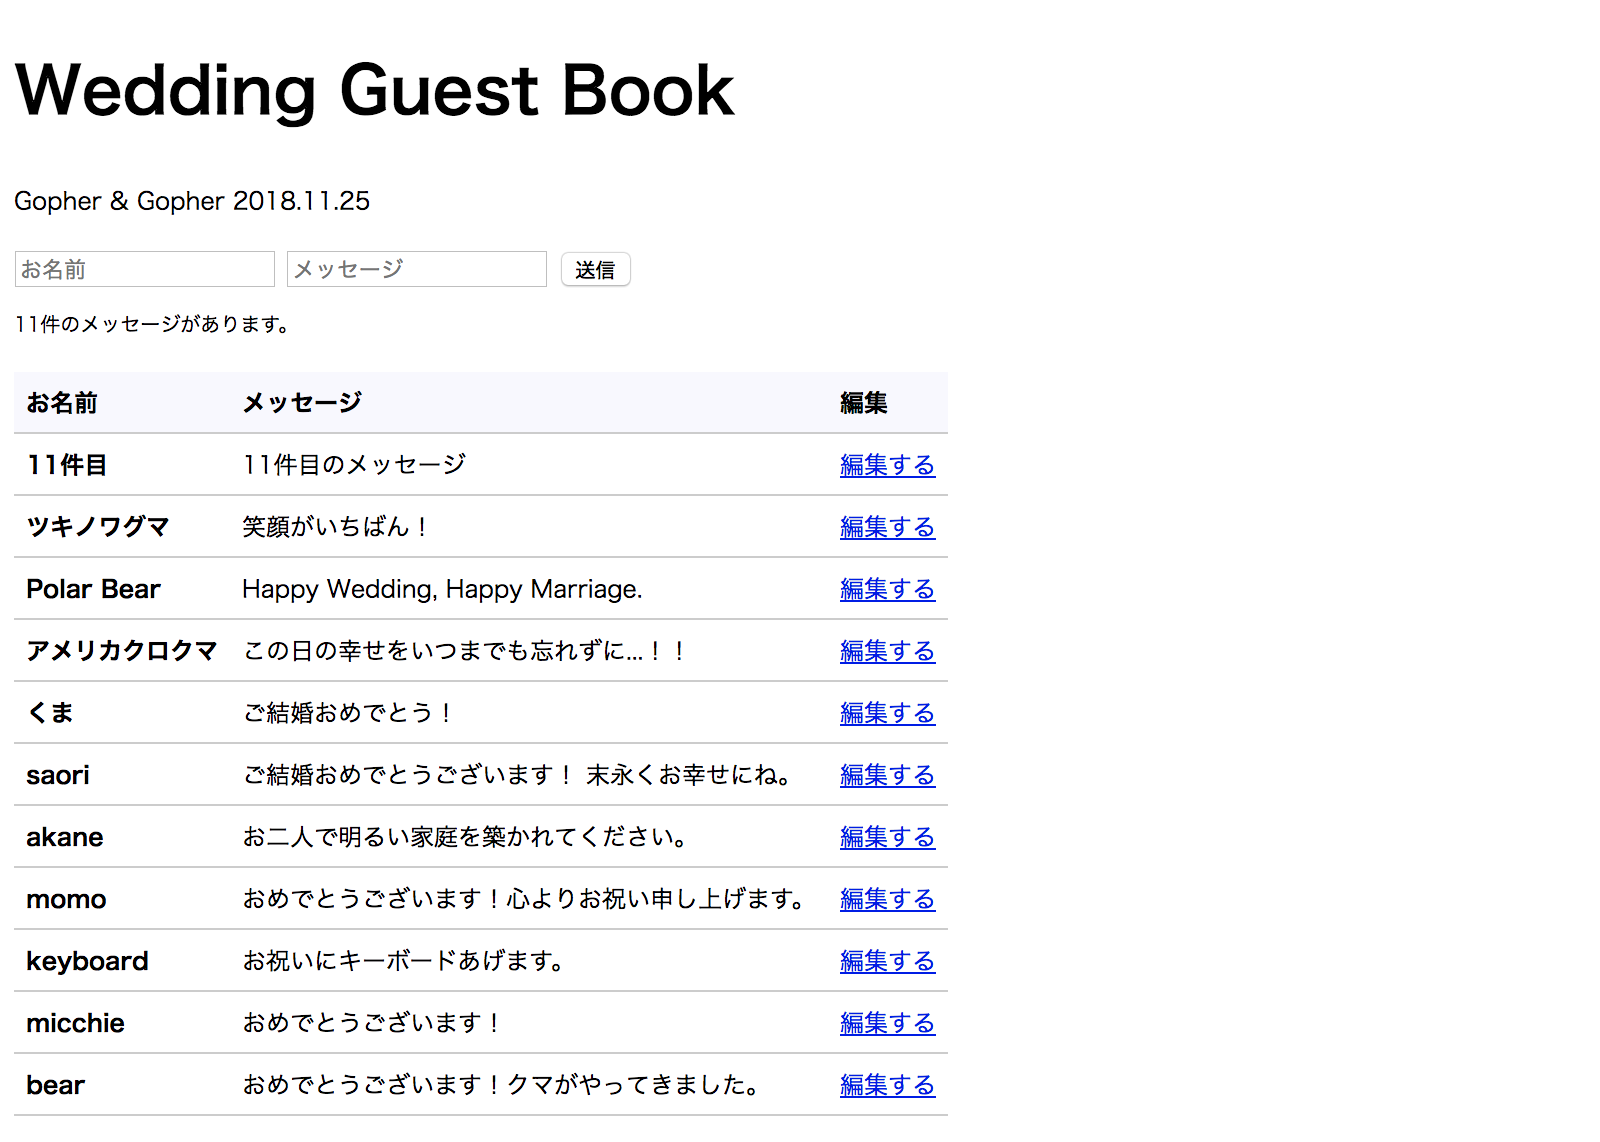 Wedding Guest Book
Gopher & Gopher 2018.11.25
お名前 メッセージ 送信
11件のメッセージがあります。
お名前 メッセージ 編集
11件目 11件目のメッセージ 編集する
ツキノワグマ 笑顔がいちばん！ 編集する
Polar Bear Happy Wedding, Happy Marriage. 編集する
アメリカクロクマ この日の幸せをいつまでも忘れずに...！！ 編集する
くま ご結婚おめでとう！ 編集する
saori ご結婚おめでとうございます！ 末永くお幸せにね。 編集する
akane お二人で明るい家庭を築かれてください。 編集する
momo おめでとうございます！心よりお祝い申し上げます。 編集する
keyboard お祝いにキーボードあげます。 編集する
micchie おめでとうございます！ 編集する
bear おめでとうございます！クマがやってきました。 編集する